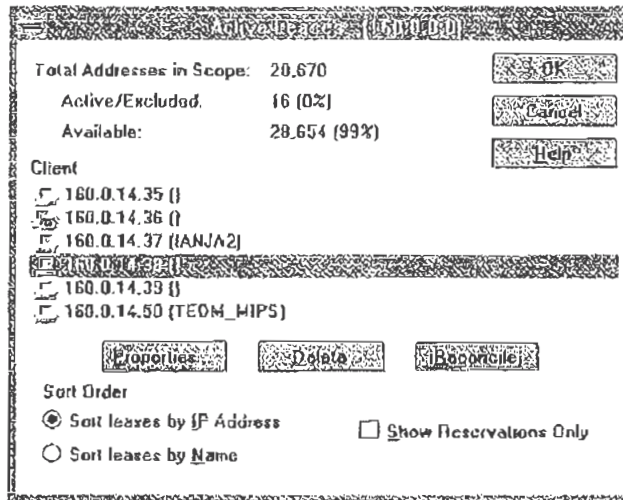 Active Leases
Total Addresses in Scope: 28,670
OK
Active/Excluded: 16 (0%)
Cancel
Available: 28,654 (99%)
Help
Client
160.0.14.35 ()
160.0.14.36 ()
160.0.14.37
160.0.14.39 ()
160.0.14.50 (TEOM_MIPS)
Properties...
Delete
Reconcile
Sort Order
Sort leases by IP Address
Show Reservations Only
Sort leases by Name